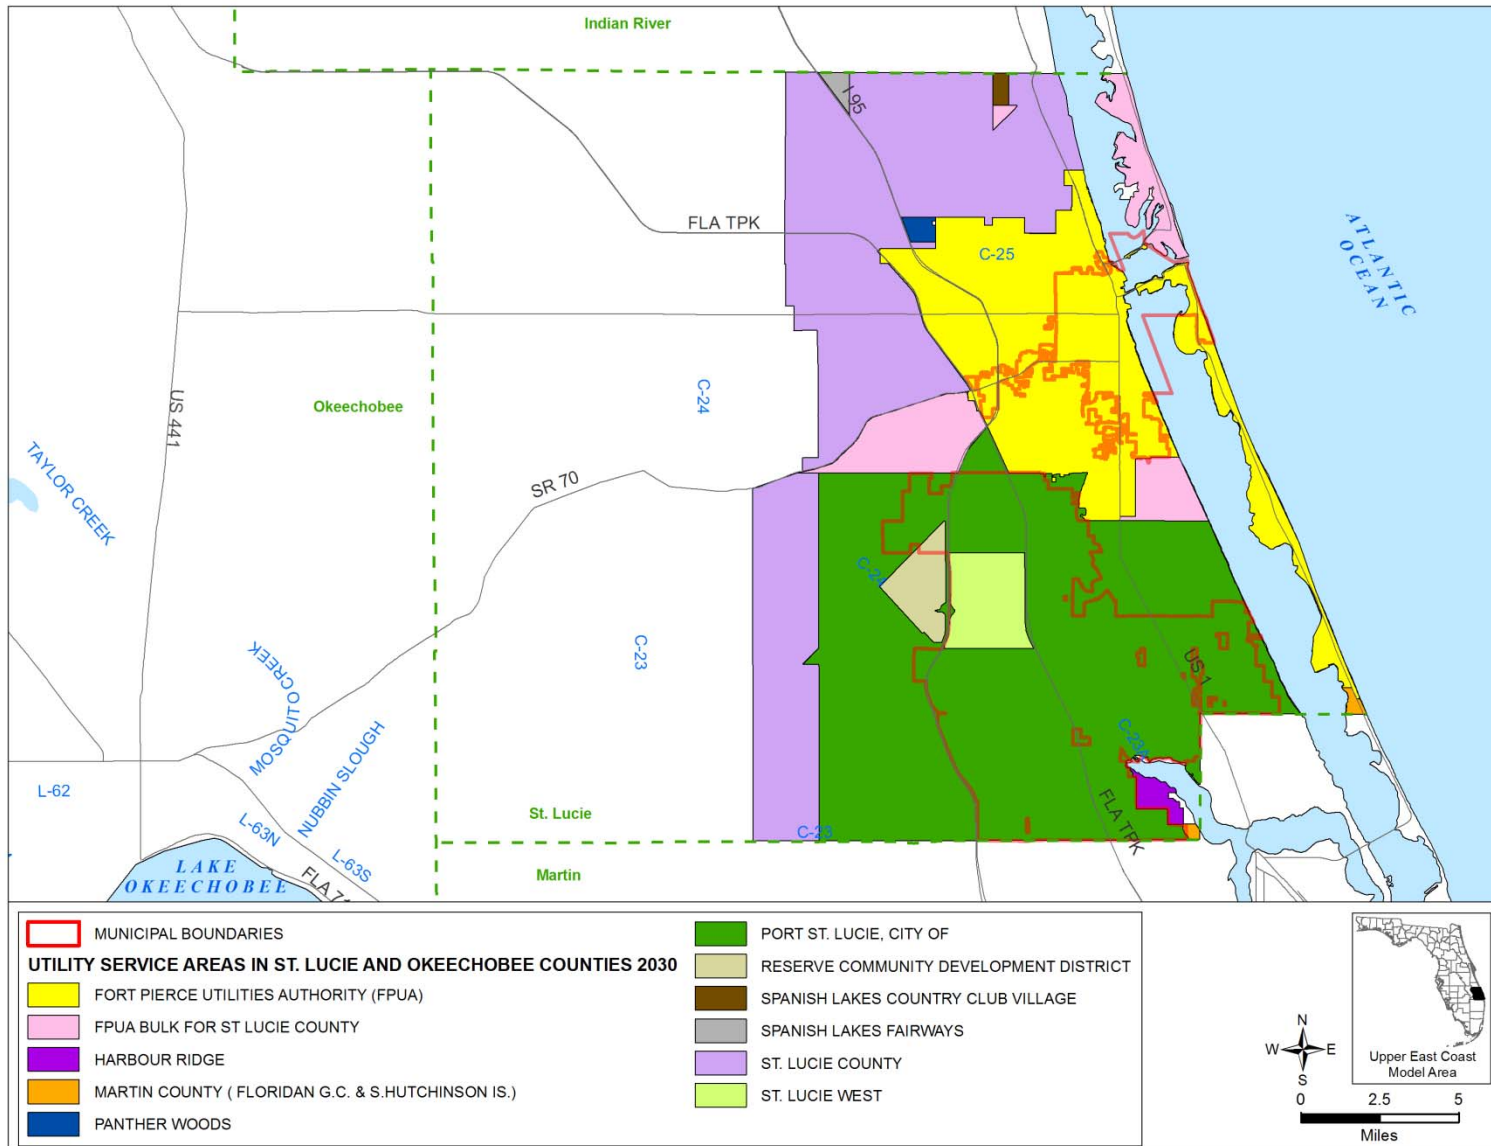 Indian River
I-95
FLA TPK
C-25
ATLANTIC
OCEAN
US 441
Okeechobee
C-24
TAYLOR CREEK
SR 70
C-24
MOSQUITO CREEK
C-23
US 1
NUBBIN SLOUGH
C-23A
L-62
L-63N
St. Lucie
FLA TPK
C-23
L-63S
LAKE
OKEECHOBEE
FLA 71
Martin
MUNICIPAL BOUNDARIES
UTILITY SERVICE AREAS IN ST. LUCIE AND OKEECHOBEE COUNTIES 2030
FORT PIERCE UTILITIES AUTHORITY (FPUA)
FPUA BULK FOR ST LUCIE COUNTY
HARBOUR RIDGE
MARTIN COUNTY ( FLORIDAN G.C. & S.HUTCHINSON IS.)
PANTHER WOODS
PORT ST. LUCIE, CITY OF
RESERVE COMMUNITY DEVELOPMENT DISTRICT
SPANISH LAKES COUNTRY CLUB VILLAGE
SPANISH LAKES FAIRWAYS
ST. LUCIE COUNTY
ST. LUCIE WEST
N
W
E
S
Upper East Coast
Model Area
0 2.5 5
Miles